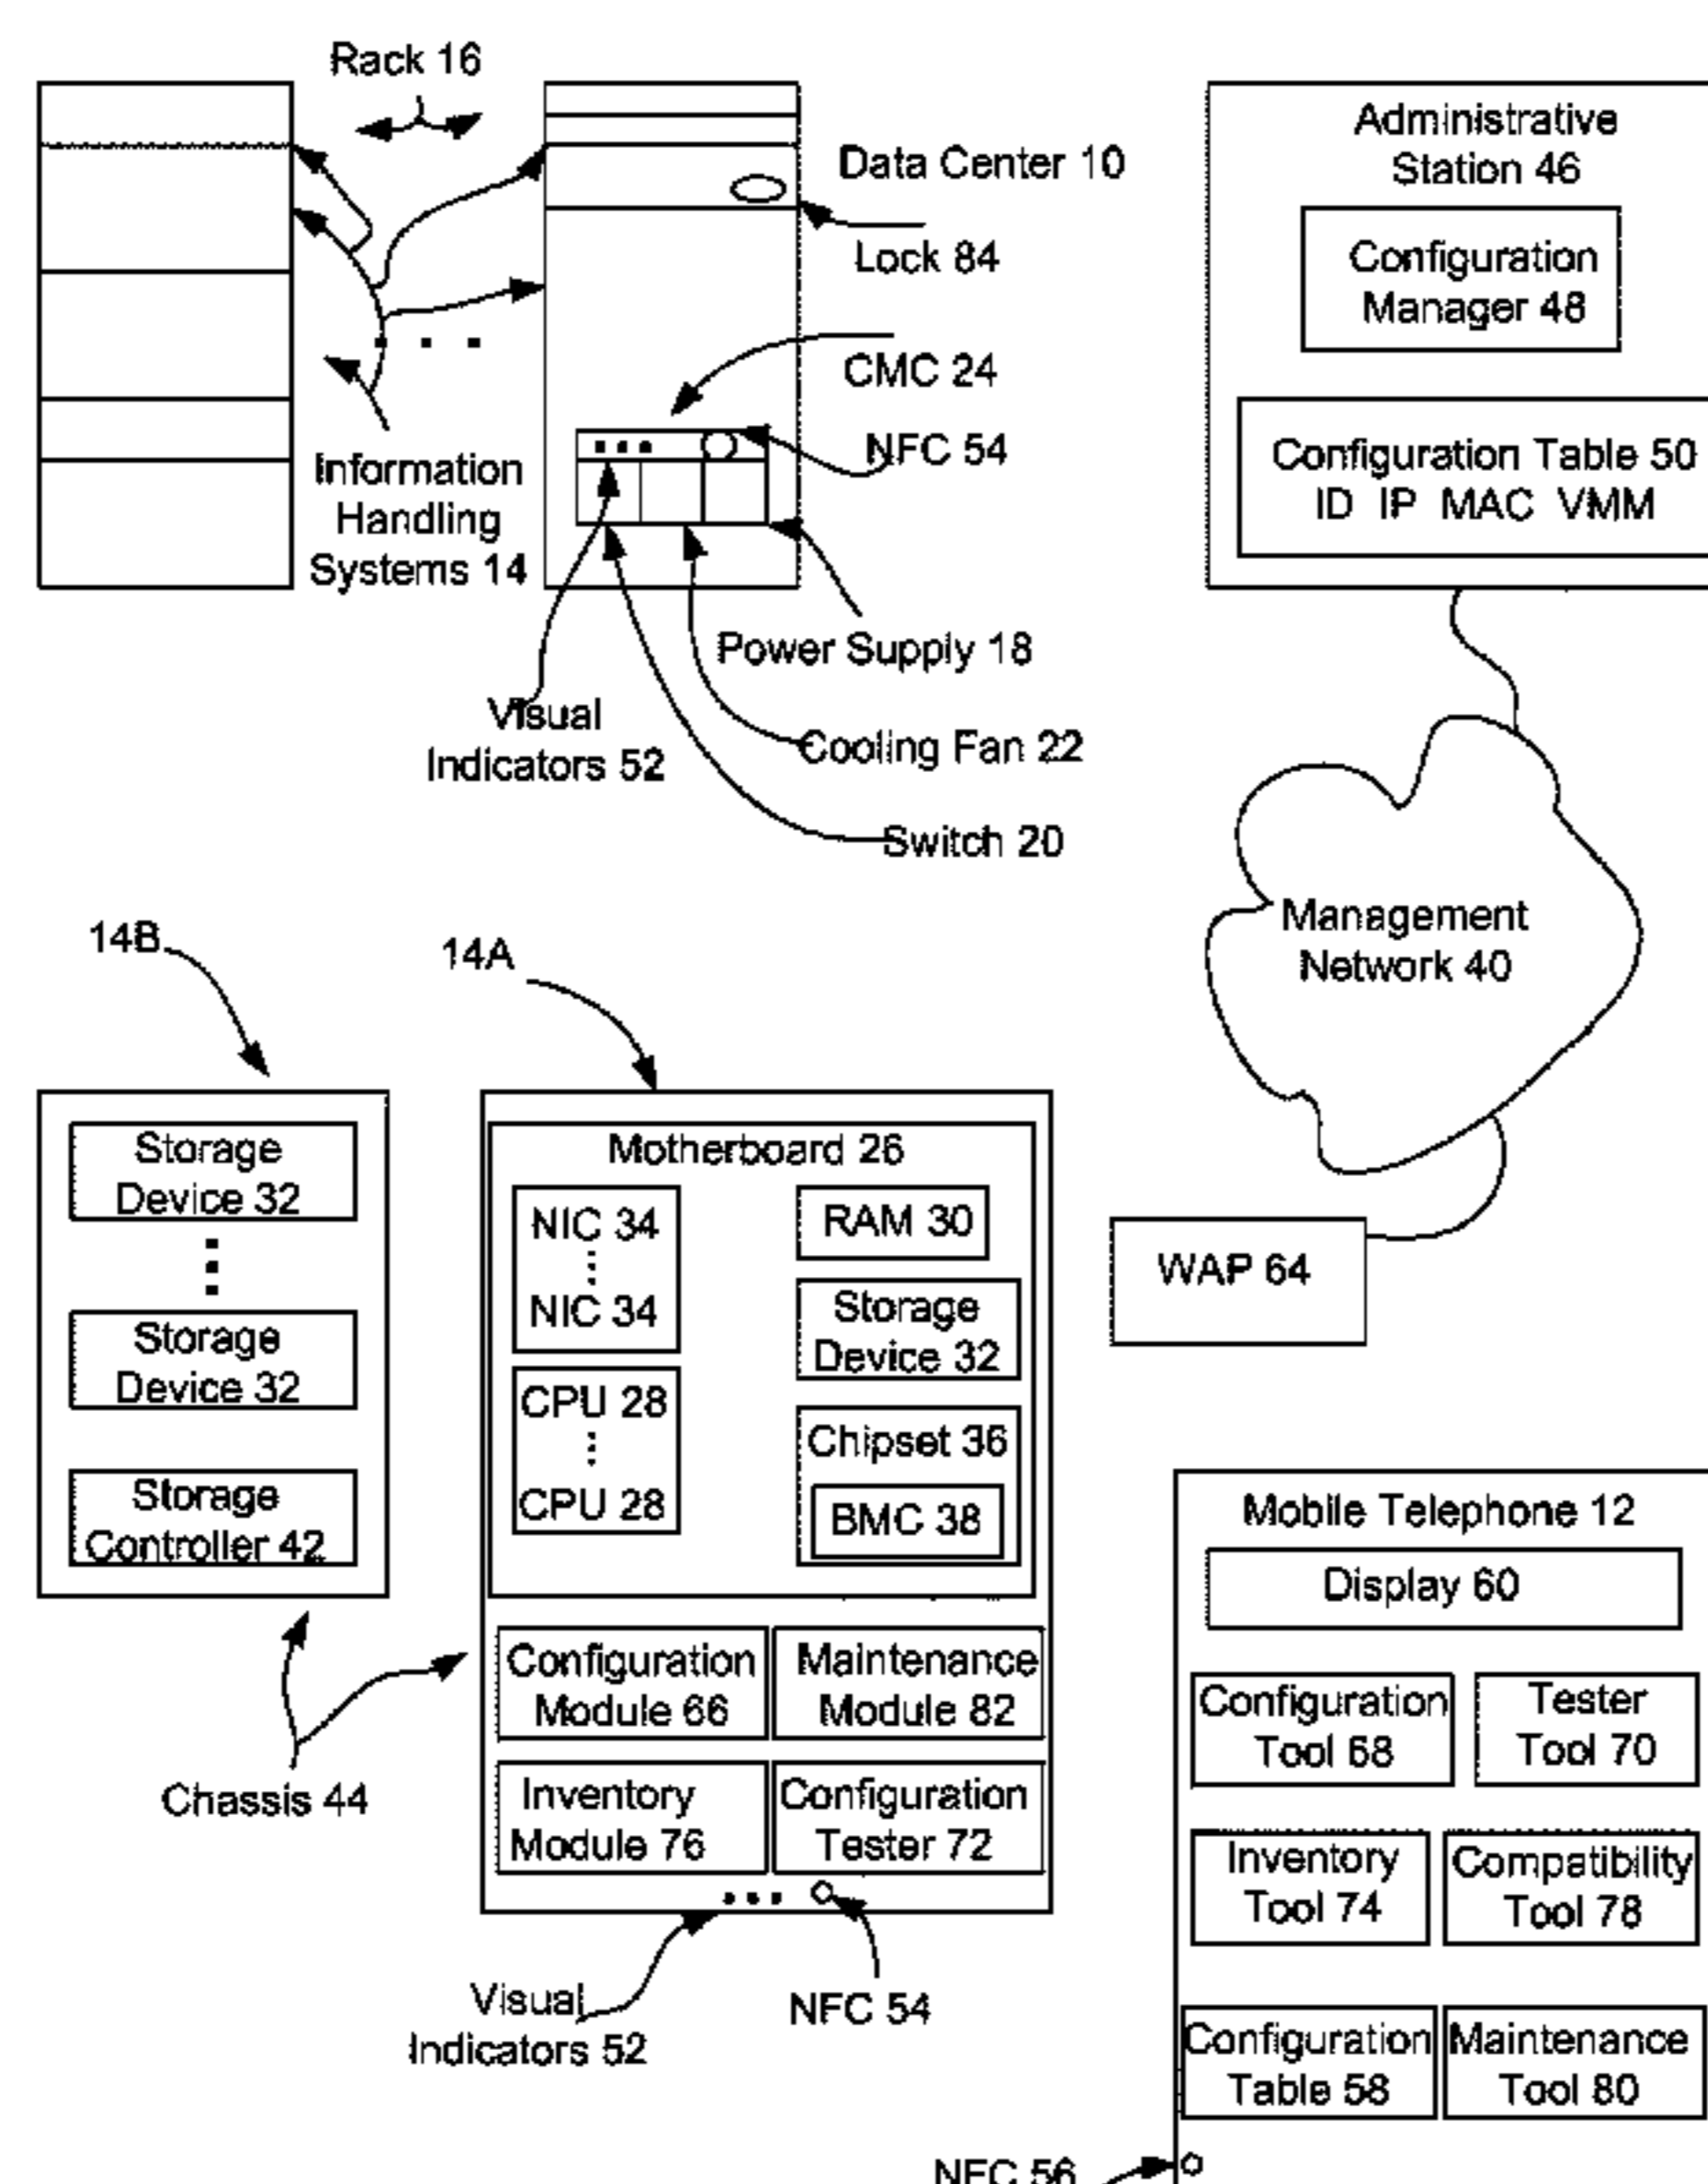 Rack 16
Data Center 10
Lock 84
CMC 24
NFC 54
Information
Handling
Systems 14
Power Supply 18
Visual
Indicators 52
Cooling Fan 22
Switch 20
Administrative
Station 46
Configuration
Manager 48
Configuration Table 50
ID IP MAC VMM
Management
Network 40
WAP 64
14B
14A
Storage
Device 32
Storage
Device 32
Storage
Controller 42
Chassis 44
Motherboard 26
NIC 34
NIC 34
CPU 28
CPU 28
RAM 30
Storage
Device 32
Chipset 36
BMC 38
Configuration
Module 66
Maintenance
Module 82
Inventory
Module 76
Configuration
Tester 72
Visual
Indicators 52
NFC 54
Mobile Telephone 12
Display 60
Configuration
Tool 68
Tester
Tool 70
Inventory
Tool 74
Compatibility
Tool 78
Configuration
Table 58
Maintenance
Tool 80
NFC 56